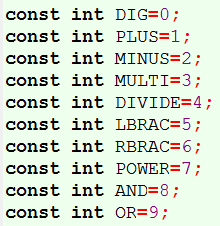 const int DIG=0;
const int PLUS=1;
const int MINUS=2;
const int MULTI=3;
const int DIVIDE=4;
const int LBRAC=5;
const int RBRAC=6;
const int POWER=7;
const int AND=8;
const int OR=9;